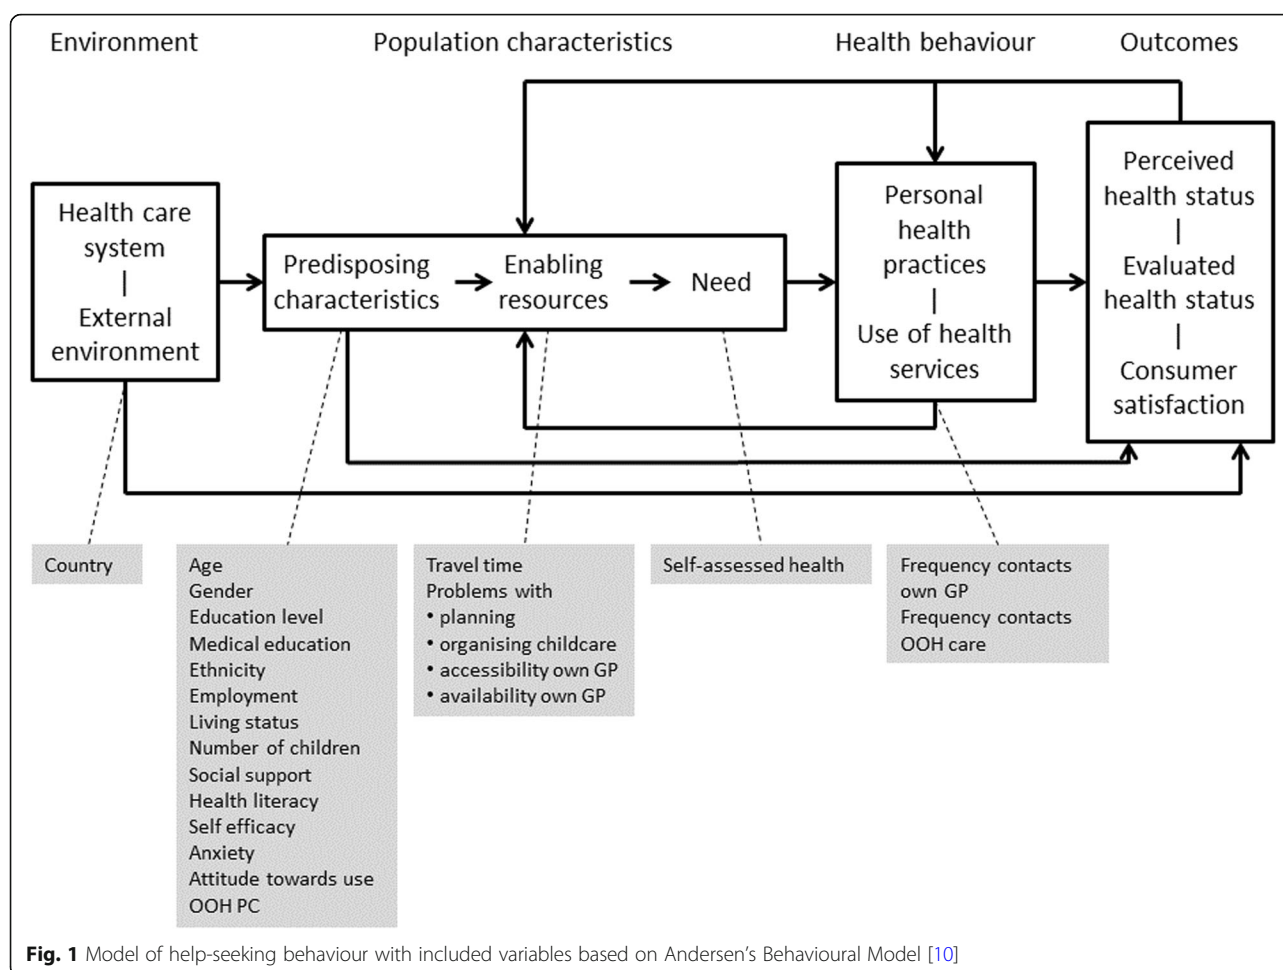 Environment
Population characteristics
Health behaviour
Outcomes
Health care
system
External
environment
Predisposing
characteristics
Enabling
resources
Need
Personal
health
practices
Use of health
services
Perceived
health status
Evaluated
health status
Consumer
satisfaction
Country
Age
Gender
Education level
Medical education
Ethnicity
Employment
Living status
Number of children
Social support
Health literacy
Self efficacy
Anxiety
Attitude towards use
OOH PC
Travel time
Problems with
• planning
• organising childcare
• accessibility own GP
• availability own GP
Self-assessed health
Frequency contacts
own GP
Frequency contacts
OOH care
Fig. 1 Model of help-seeking behaviour with included variables based on Andersen's Behavioural Model [10]